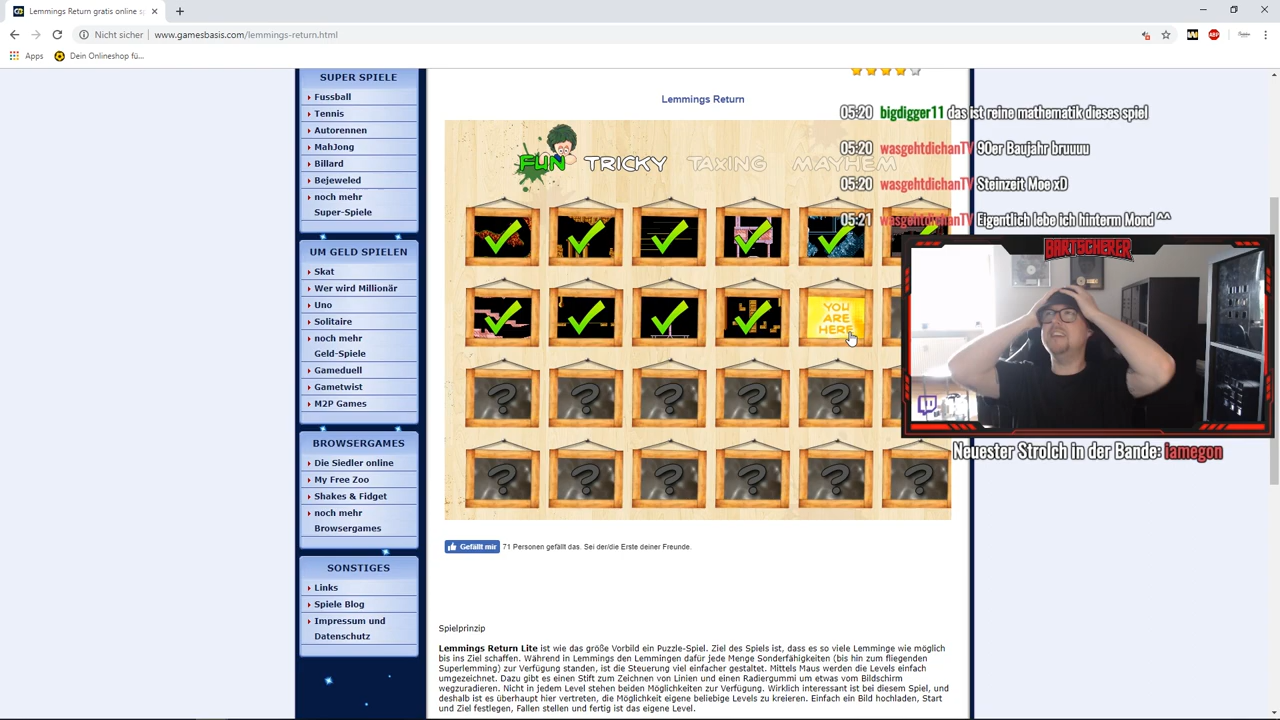 Lemmings Return gratis online s
Nicht sicher | www.gamesbasis.com/lemmings-return.html
ABP
Apps
Dein Onlineshop fü...
SUPER SPIELE
Fussball
Tennis
Autorennen
MahJong
Billard
Bejeweled
noch mehr
Super-Spiele
UM GELD SPIELEN
Skat
Wer wird Millionär
Uno
Solitaire
noch mehr
Geld-Spiele
Gameduell
Gametwist
M2P Games
BROWSERGAMES
Die Siedler online
My Free Zoo
Shakes & Fidget
noch mehr
Browsergames
SONSTIGES
Links
Spiele Blog
Impressum und
Datenschutz
Lemmings Return
FUN TRICKY TAXING MAYHEM
YOU
ARE
HERE
05:20 bigdigger11 das ist reine mathematik dieses spiel
05:20 wasgehtdichanTV 90er Baujahr bruuuu
05:20 wasgehtdichanTV Steinzeit Moe xD
05:21 wasgehtdichanTV Eigentlich lebe ich hinterm Mond ^^
BARTSCHERER
Neuester Strolch in der Bande: iamegon
Gefällt mir 71 Personen gefällt das. Sei der/die Erste deiner Freunde.
Spielprinzip
Lemmings Return Lite ist wie das große Vorbild ein Puzzle-Spiel. Ziel des Spiels ist, dass es so viele Lemminge wie möglich
bis ins Ziel schaffen. Während in Lemmings den Lemmingen dafür jede Menge Sonderfähigkeiten (bis hin zum fliegenden
Superlemming) zur Verfügung standen, ist die Steuerung viel einfacher gestaltet. Mittels Maus werden die Levels einfach
umgezeichnet. Dazu gibt es einen Stift zum Zeichnen von Linien und einen Radiergummi um etwas vom Bildschirm
wegzuradieren. Nicht in jedem Level stehen beiden Möglichkeiten zur Verfügung. Wirklich interessant ist bei diesem Spiel, und
deshalb ist es überhaupt hier vertreten, die Möglichkeit eigene beliebige Levels zu kreieren. Einfach ein Bild hochladen, Start
und Ziel festlegen, Fallen stellen und fertig ist das eigene Level.